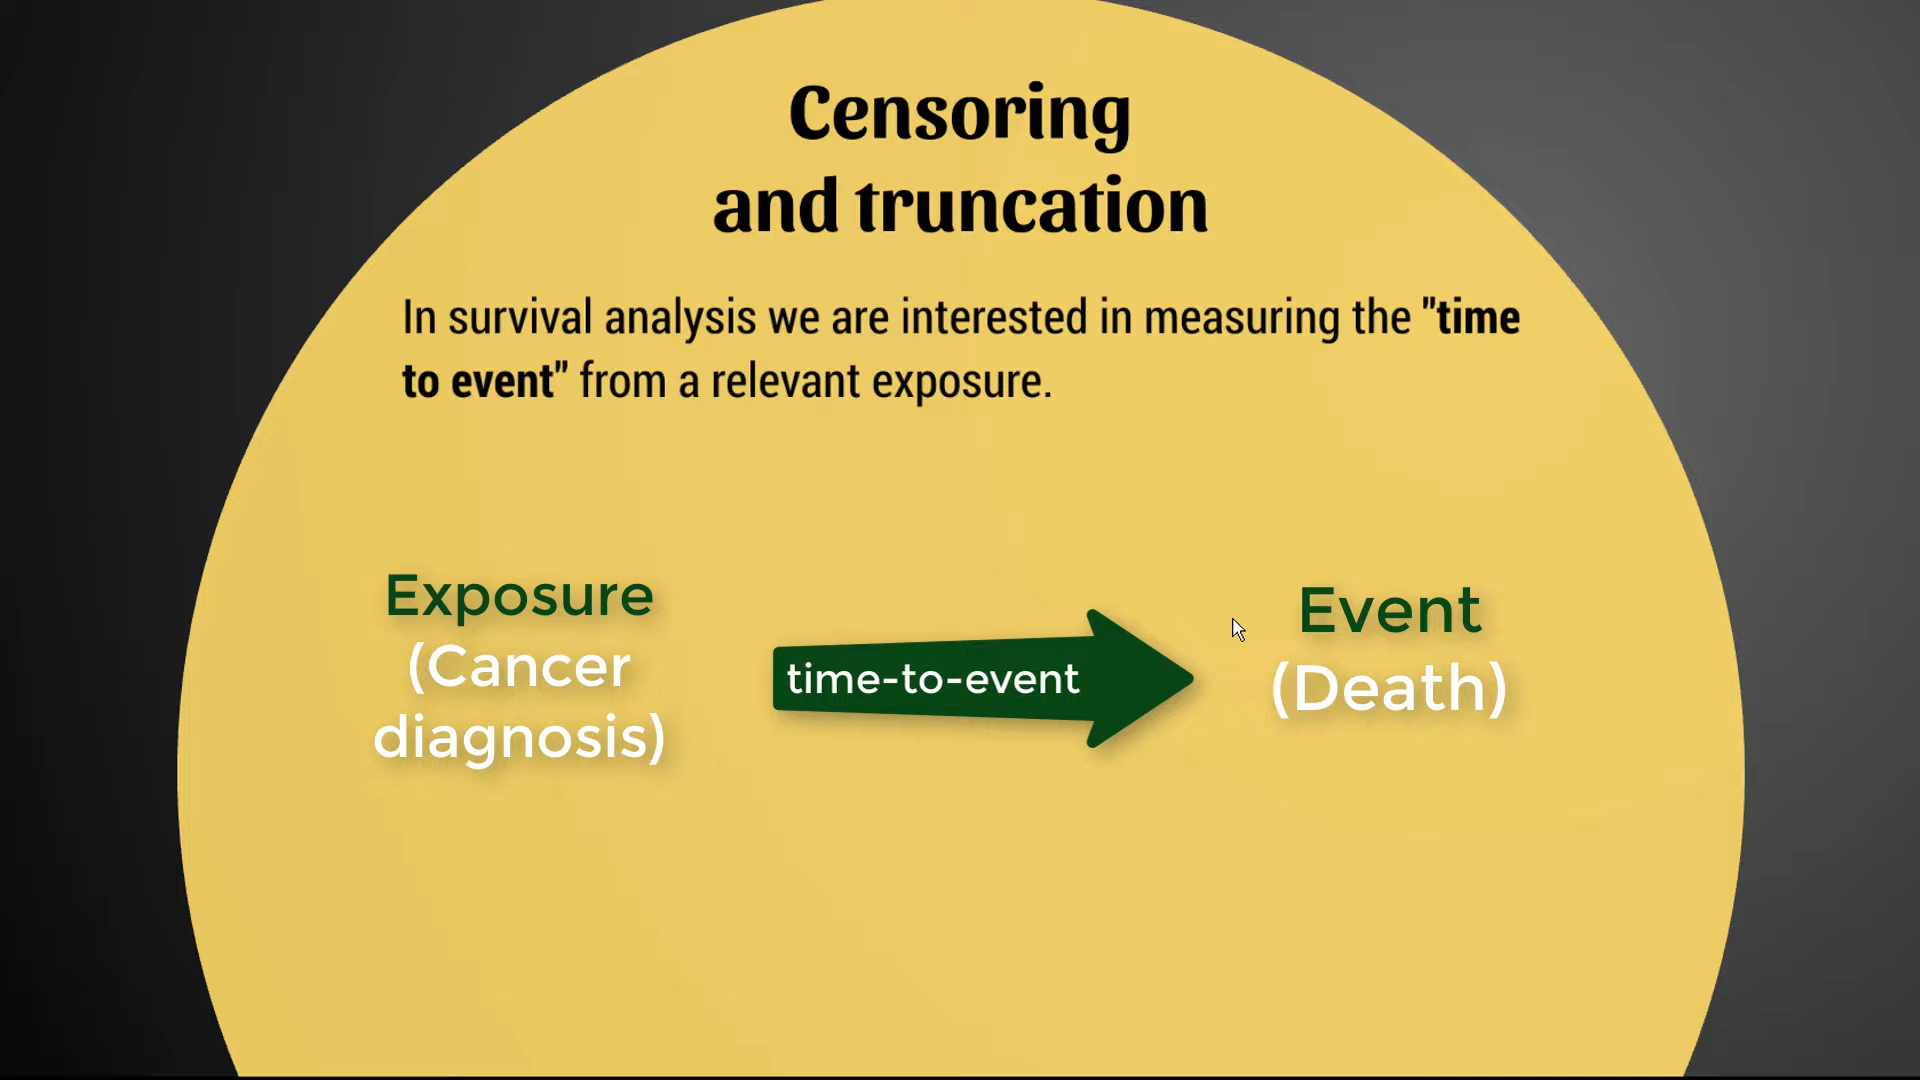 Censoring
and truncation
In survival analysis we are interested in measuring the "time
to event" from a relevant exposure.
Exposure
(Cancer
diagnosis)
time-to-event
Event
(Death)